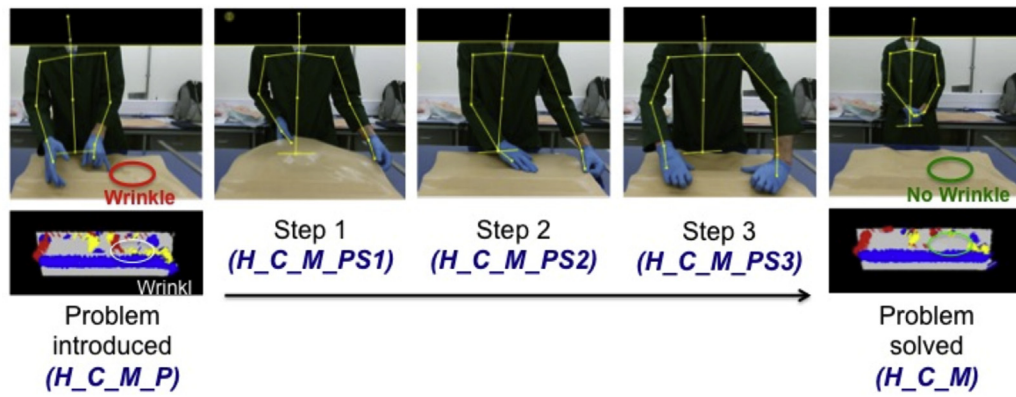 Wrinkle
No Wrinkle
Wrinkl
Step 1
(H_C_M_PS1)
Step 2
(H_C_M_PS2)
Step 3
(H_C_M_PS3)
Problem
introduced
(H_C_M_P)
Problem
solved
(H_C_M)